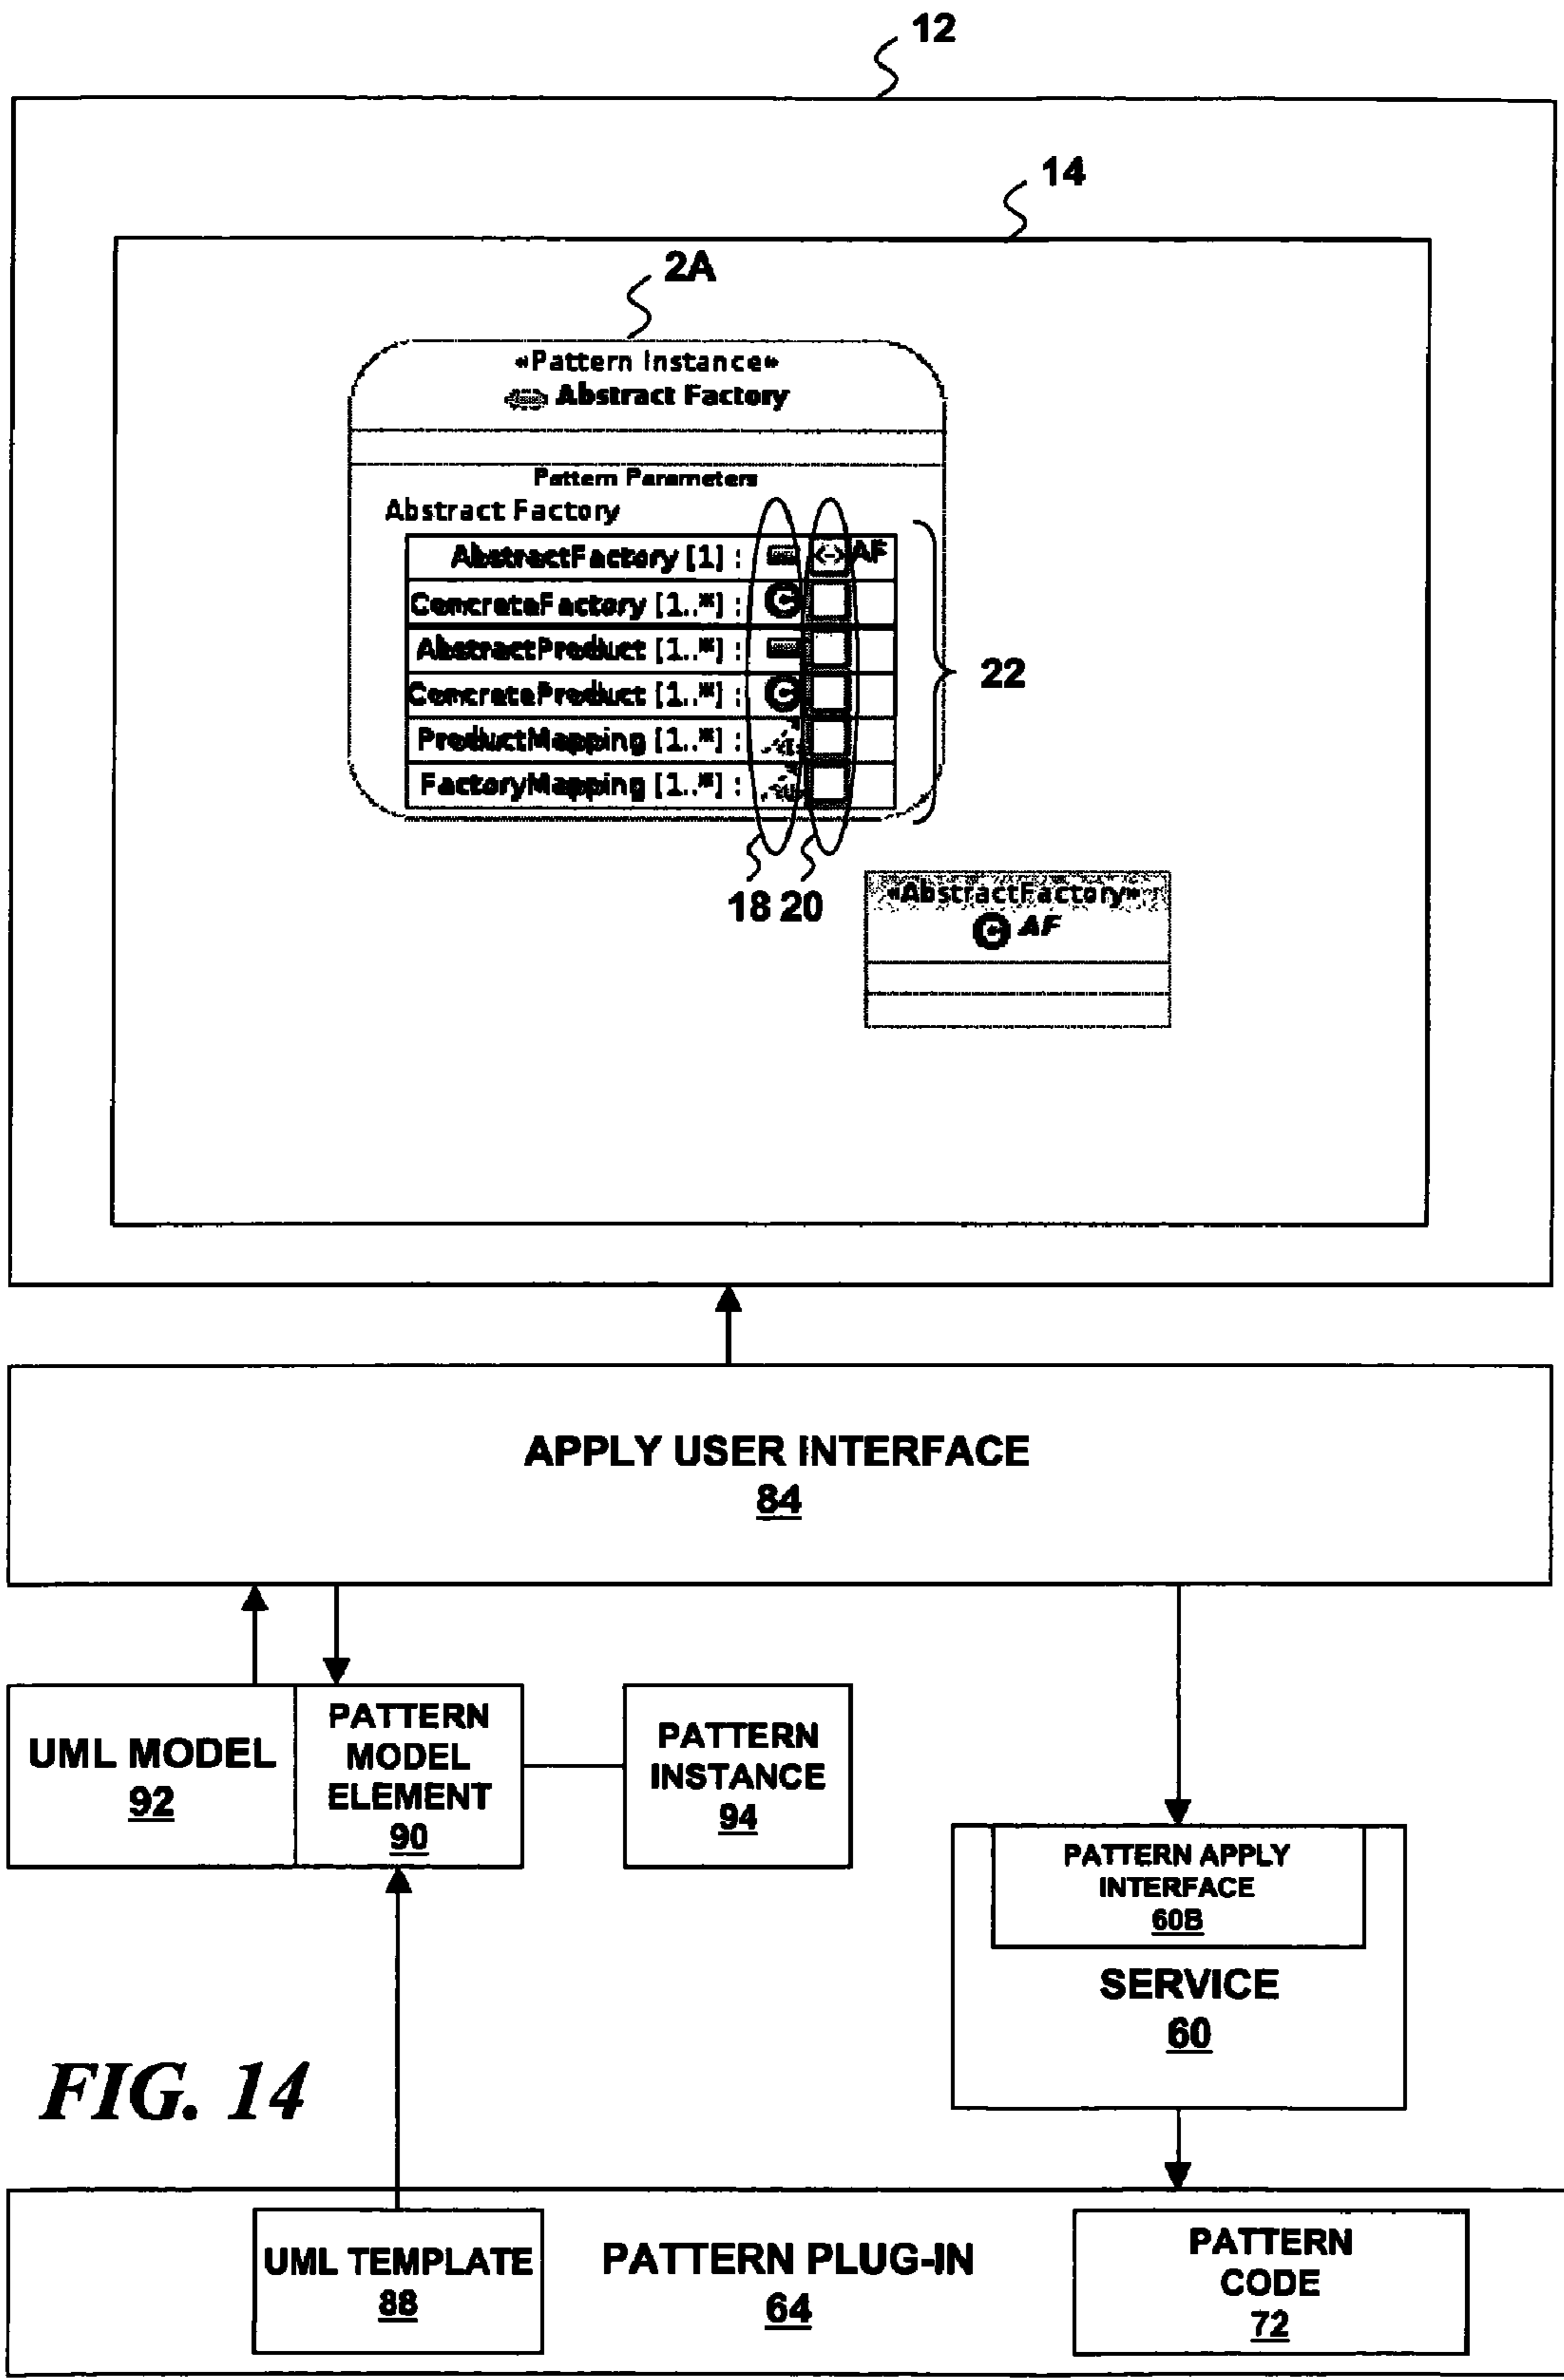 12
14
2A
«Pattern Instance»
Abstract Factory
Pattern Parameters
Abstract Factory
AbstractFactory [1] : AF
ConcreteFactory [1..*] : C
AbstractProduct [1..*] :
ConcreteProduct [1..*] : C
ProductMapping [1..*] :
FactoryMapping [1..*] :
22
18 20
«AbstractFactory»
C AF
APPLY USER INTERFACE
84
UML MODEL
92
PATTERN
MODEL
ELEMENT
90
PATTERN
INSTANCE
94
PATTERN APPLY
INTERFACE
60B
SERVICE
60
FIG. 14
UML TEMPLATE
88
PATTERN PLUG-IN
64
PATTERN
CODE
72